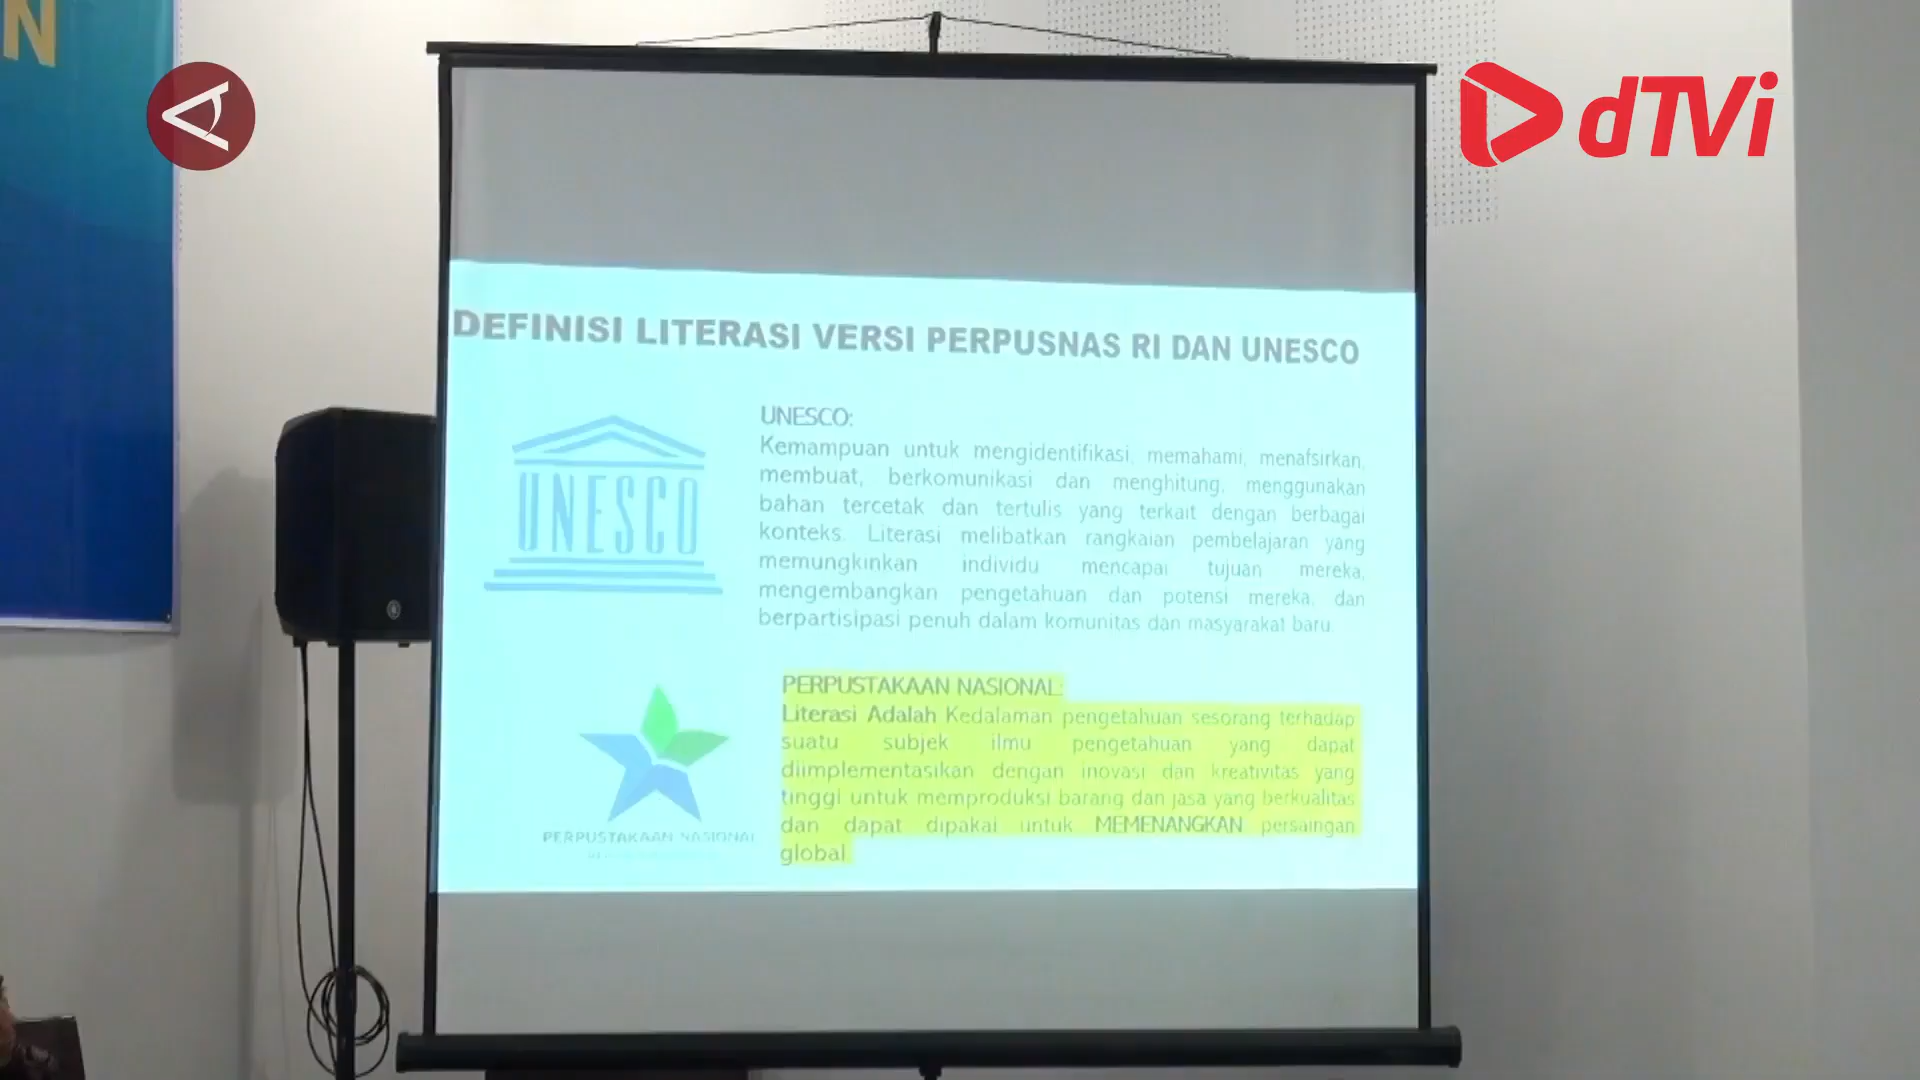 N
dTVi
DEFINISI LITERASI VERSI PERPUSNAS RI DAN UNESCO
UNESCO:
Kemampuan untuk mengidentifikasi, memahami, menafsirkan,
membuat, berkomunikasi dan menghitung, menggunakan
bahan tercetak dan tertulis yang terkait dengan berbagai
konteks. Literasi melibatkan rangkaian pembelajaran yang
memungkinkan individu mencapai tujuan mereka,
mengembangkan pengetahuan dan potensi mereka, dan
berpartisipasi penuh dalam komunitas dan masyarakat baru.
UNESCO
PERPUSTAKAAN NASIONAL:
Literasi Adalah Kedalaman pengetahuan sesorang terhadap
suatu subjek ilmu pengetahuan yang dapat
diimplementasikan dengan inovasi dan kreativitas yang
tinggi untuk memproduksi barang dan jasa yang berkualitas
dan dapat dipakai untuk MEMENANGKAN persaingan
global
PERPUSTAKAAN NASIONAL